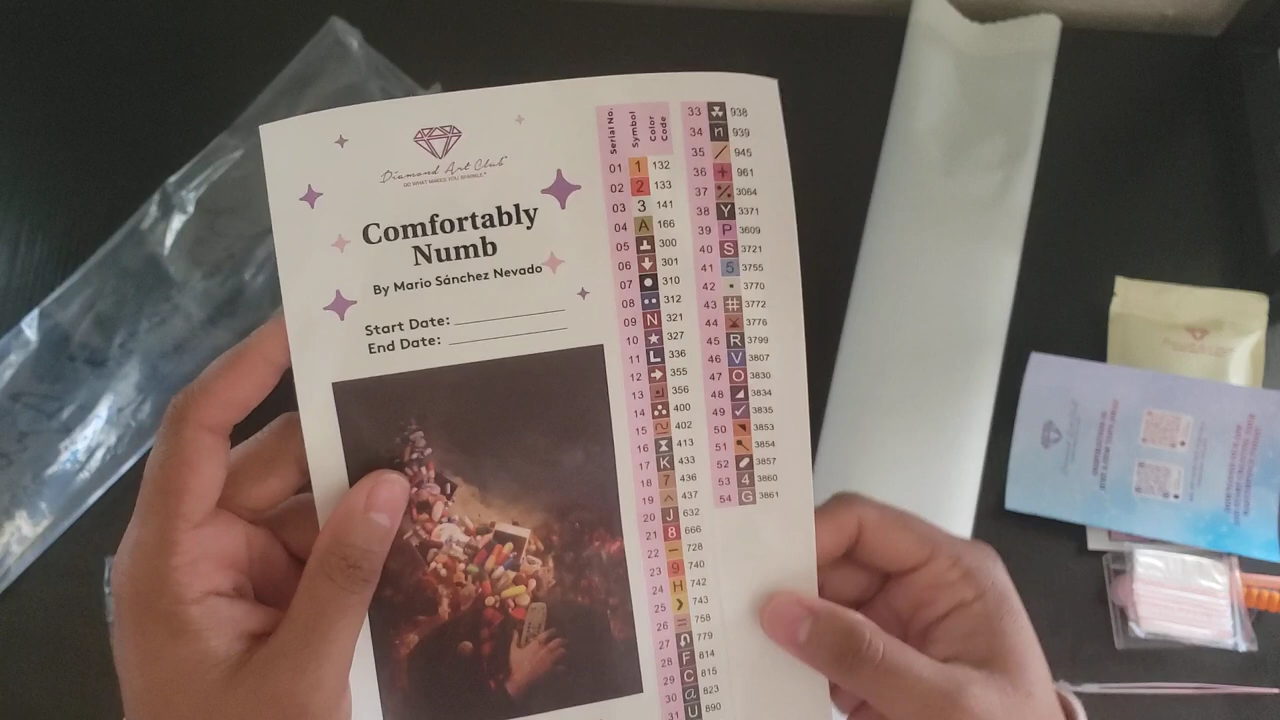 Diamond Art Club
DO WHAT MAKES YOU SPARKLE
Comfortably
Numb
By Mario Sánchez Nevado
Start Date:
End Date:
Serial No. Symbol Color Code
01 1 132
02 2 133
03 3 141
04 A 166
05 300
06 301
07 310
08 312
09 N 321
10 327
11 L 336
12 355
13 356
14 400
15 402
16 413
17 K 433
18 7 436
19 437
20 J 632
21 8 666
22 728
23 9 740
24 H 742
25 743
26 = 758
27 779
28 F 814
29 C 815
30 a 823
31 U 890
33 938
34 n 939
35 / 945
36 + 961
37 3064
38 Y 3371
39 P 3609
40 S 3721
41 5 3755
42 3770
43 # 3772
44 3776
45 R 3799
46 V 3807
47 O 3830
48 3834
49 ✓ 3835
50 3853
51 3854
52 3857
53 4 3860
54 G 3861